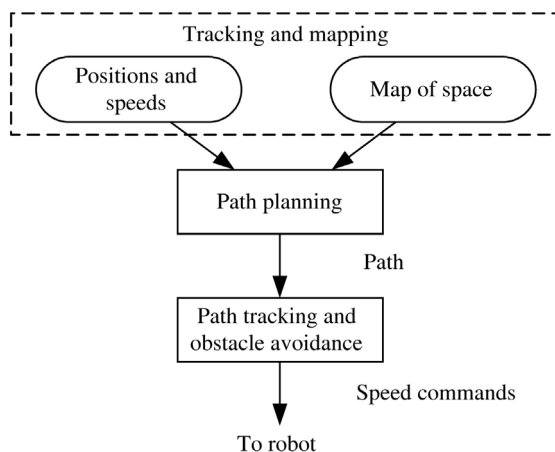 Tracking and mapping
Positions and
speeds
Map of space
Path planning
Path
Path tracking and
obstacle avoidance
Speed commands
To robot